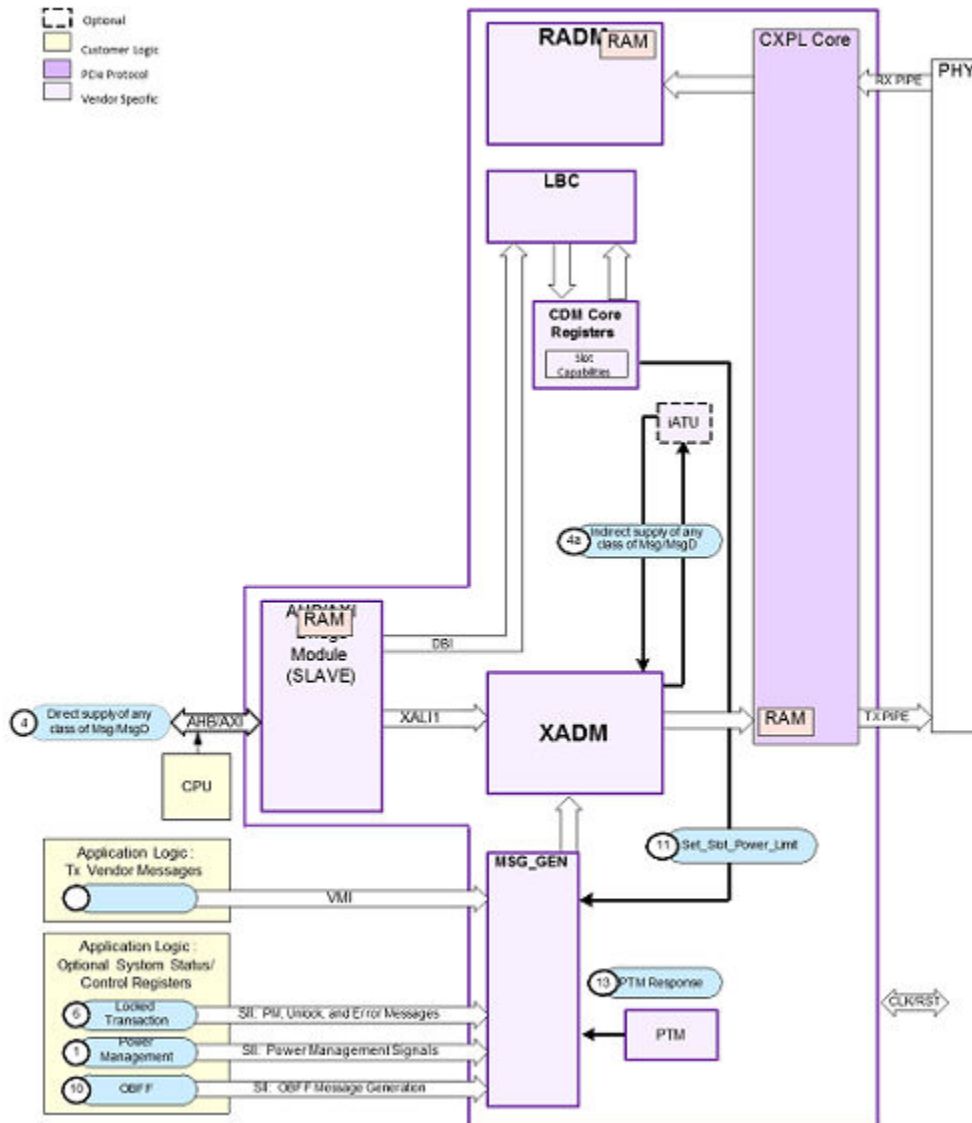 Optional
Customer Logic
PCIe Protocol
Vendor Specific
RADM
RAM
CXPL Core
PHY
RX PIPE
LBC
CDM Core
Registers
Slot
Capabilities
iATU
4a
Indirect supply of any
class of Msg/MsgD
AHB/AXI
RAM
Bridge
Module
(SLAVE)
DBI
4
Direct supply of any
class of Msg/MsgD
AHB/AXI
XALI1
XADM
RAM
TX PIPE
CPU
11
Set_Slot_Power_Limit
MSG_GEN
Application Logic :
Tx Vendor Messages
VMI
Application Logic :
Optional System Status/
Control Registers
13
PTM Response
6
Locked
Transaction
SII: PM, Unlock, and Error Messages
CLK/RST
1
Power
Management
SII: Power Management Signals
PTM
10
OBFF
SII: OBFF Message Generation